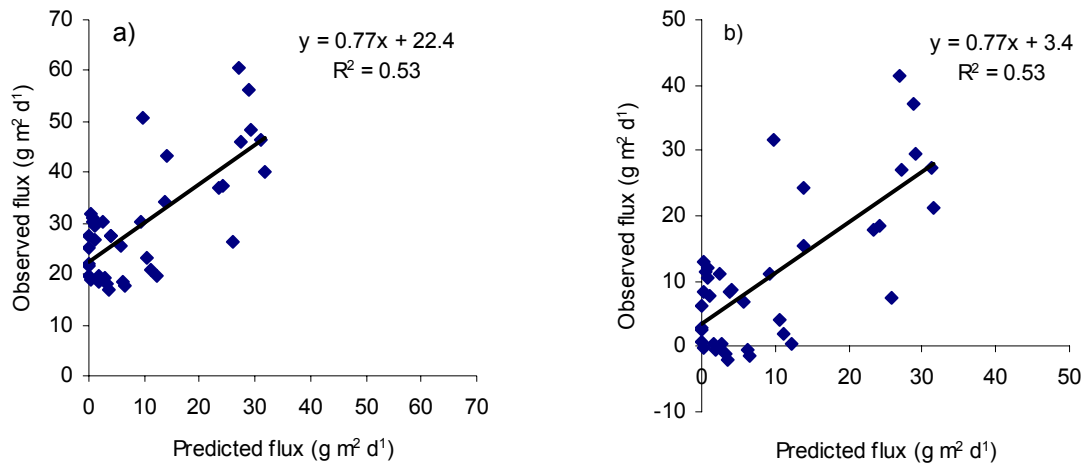 a)
y = 0.77x + 22.4
R² = 0.53
Observed flux (g m² d¹)
70
60
50
40
30
20
10
0
0 10 20 30 40 50 60 70
Predicted flux (g m² d¹)
b)
y = 0.77x + 3.4
R² = 0.53
Observed flux (g m² d¹)
50
40
30
20
10
0
-10
0 10 20 30 40 50
Predicted flux (g m² d¹)